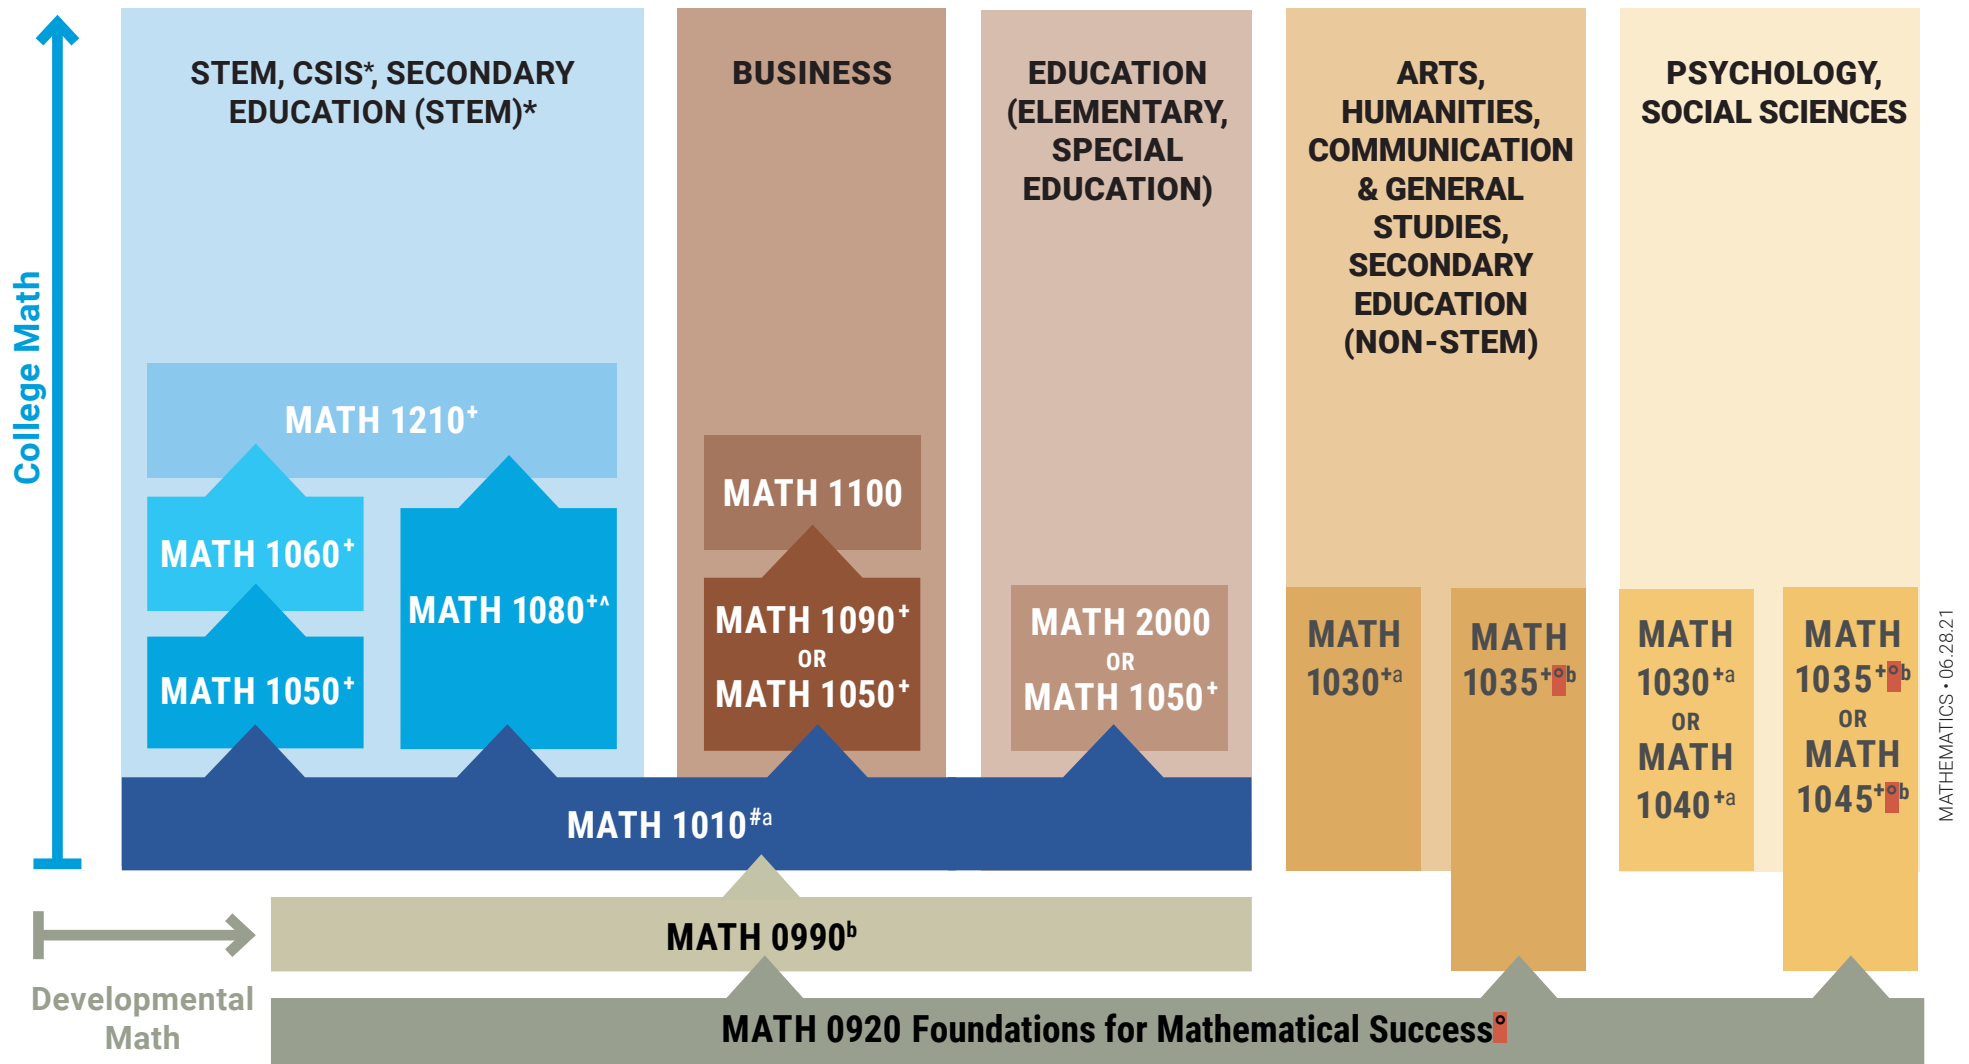 STEM, CSIS*, SECONDARY
EDUCATION (STEM)*
BUSINESS
EDUCATION
(ELEMENTARY,
SPECIAL
EDUCATION)
ARTS,
HUMANITIES,
COMMUNICATION
& GENERAL
STUDIES,
SECONDARY
EDUCATION
(NON-STEM)
PSYCHOLOGY,
SOCIAL SCIENCES
College Math
MATH 1210⁺
MATH 1060⁺
MATH 1050⁺
MATH 1080⁺^
MATH 1100
MATH 1090⁺
OR
MATH 1050⁺
MATH 2000
OR
MATH 1050⁺
MATH
1030⁺ᵃ
MATH
1035⁺°ᵇ
MATH
1030⁺ᵃ
OR
MATH
1040⁺ᵃ
MATH
1035⁺°ᵇ
OR
MATH
1045⁺°ᵇ
MATH 1010#ᵃ
MATH 0990ᵇ
Developmental
Math
MATH 0920 Foundations for Mathematical Success°
MATHEMATICS • 06.28.21